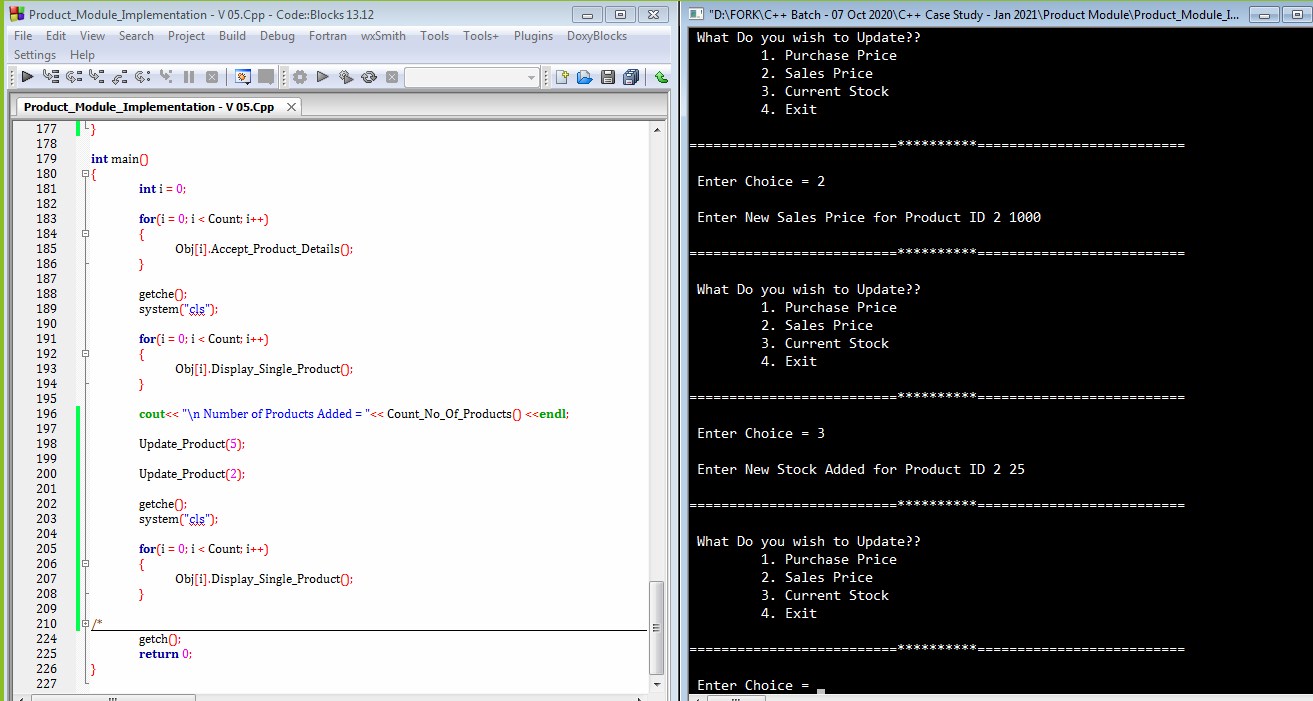 Product_Module_Implementation - V 05.Cpp - Code::Blocks 13.12
File Edit View Search Project Build Debug Fortran wxSmith Tools Tools+ Plugins DoxyBlocks
Settings Help
Product_Module_Implementation - V 05.Cpp
177 }
178
179 int main()
180 {
181 int i = 0;
182
183 for(i = 0; i < Count; i++)
184 {
185 Obj[i].Accept_Product_Details();
186 }
187
188 getche();
189 system("cls");
190
191 for(i = 0; i < Count; i++)
192 {
193 Obj[i].Display_Single_Product();
194 }
195
196 cout<< "\n Number of Products Added = "<< Count_No_Of_Products() <<endl;
197
198 Update_Product(5);
199
200 Update_Product(2);
201
202 getche();
203 system("cls");
204
205 for(i = 0; i < Count; i++)
206 {
207 Obj[i].Display_Single_Product();
208 }
209
210 /*
224 getch();
225 return 0;
226 }
227
"D:\FORK\C++ Batch - 07 Oct 2020\C++ Case Study - Jan 2021\Product Module\Product_Module_I...
What Do you wish to Update??
1. Purchase Price
2. Sales Price
3. Current Stock
4. Exit
==========================**********==========================
Enter Choice = 2
Enter New Sales Price for Product ID 2 1000
==========================**********==========================
What Do you wish to Update??
1. Purchase Price
2. Sales Price
3. Current Stock
4. Exit
==========================**********==========================
Enter Choice = 3
Enter New Stock Added for Product ID 2 25
==========================**********==========================
What Do you wish to Update??
1. Purchase Price
2. Sales Price
3. Current Stock
4. Exit
==========================**********==========================
Enter Choice =